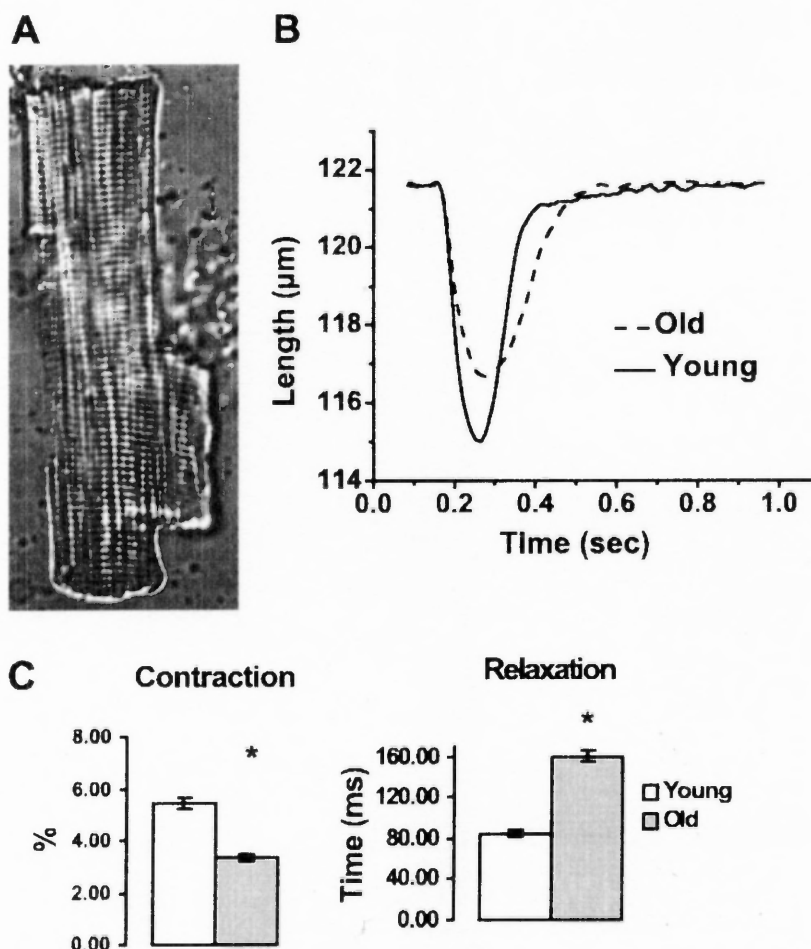 A
B
122
120
118
116
114
Length (µm)
Old
Young
0.0 0.2 0.4 0.6 0.8 1.0
Time (sec)
C
Contraction
Relaxation
8.00
6.00
4.00
2.00
0.00
%
*
160.00
120.00
80.00
40.00
0.00
Time (ms)
*
Young
Old